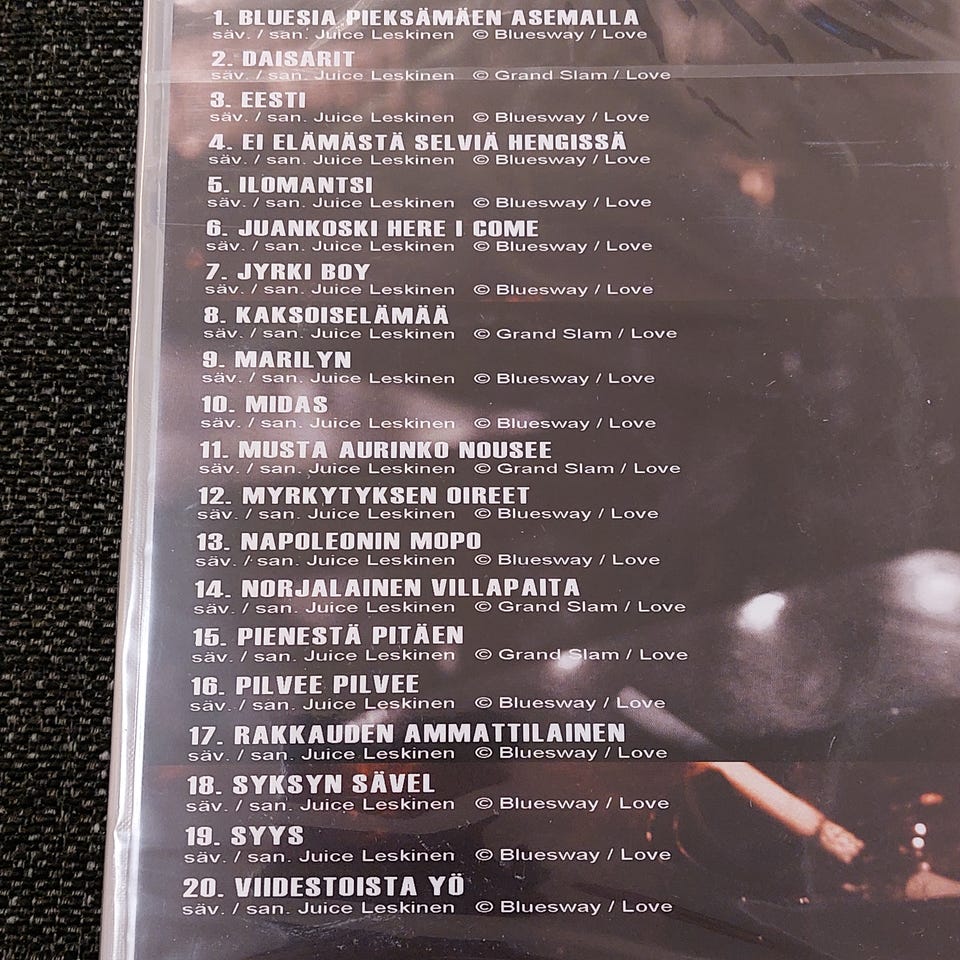 1. BLUESIA PIEKSÄMÄEN ASEMALLA
säv. / san. Juice Leskinen © Bluesway / Love
2. DAISARIT
säv. / san. Juice Leskinen © Grand Slam / Love
3. EESTI
säv. / san. Juice Leskinen © Bluesway / Love
4. EI ELÄMÄSTÄ SELVIÄ HENGISSÄ
säv. / san. Juice Leskinen © Bluesway / Love
5. ILOMANTSI
säv. / san. Juice Leskinen © Bluesway / Love
6. JUANKOSKI HERE I COME
säv. / san. Juice Leskinen © Bluesway / Love
7. JYRKI BOY
säv. / san. Juice Leskinen © Bluesway / Love
8. KAKSOISELÄMÄÄ
säv. / san. Juice Leskinen © Grand Slam / Love
9. MARILYN
säv. / san. Juice Leskinen © Bluesway / Love
10. MIDAS
säv. / san. Juice Leskinen © Bluesway / Love
11. MUSTA AURINKO NOUSEE
säv. / san. Juice Leskinen © Grand Slam / Love
12. MYRKYTYKSEN OIREET
säv. / san. Juice Leskinen © Bluesway / Love
13. NAPOLEONIN MOPO
säv. / san. Juice Leskinen © Bluesway / Love
14. NORJALAINEN VILLAPAITA
säv. / san. Juice Leskinen © Grand Slam / Love
15. PIENESTÄ PITÄEN
säv. / san. Juice Leskinen © Grand Slam / Love
16. PILVEE PILVEE
säv. / san. Juice Leskinen © Bluesway / Love
17. RAKKAUDEN AMMATTILAINEN
säv. / san. Juice Leskinen © Bluesway / Love
18. SYKSYN SÄVEL
säv. / san. Juice Leskinen © Bluesway / Love
19. SYYS
säv. / san. Juice Leskinen © Bluesway / Love
20. VIIDESTOISTA YÖ
säv. / san. Juice Leskinen © Bluesway / Love